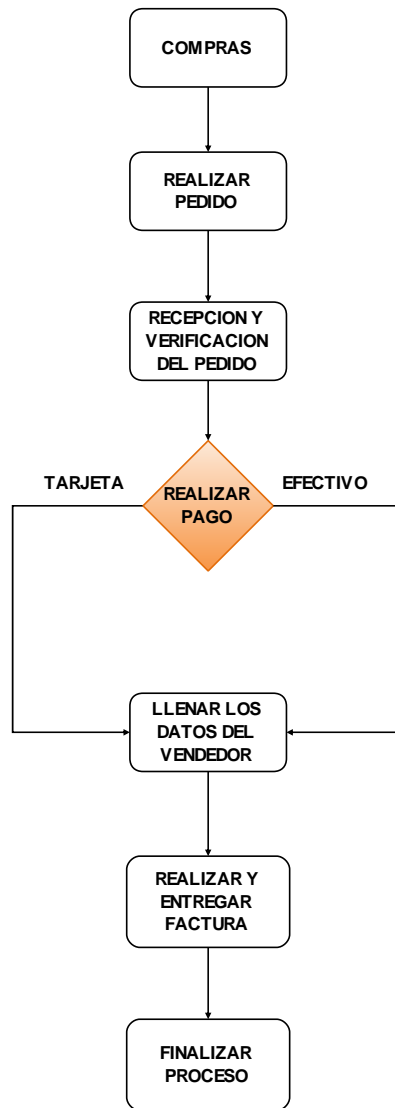 COMPRAS
REALIZAR
PEDIDO
RECEPCION Y
VERIFICACION
DEL PEDIDO
TARJETA
REALIZAR
PAGO
EFECTIVO
LLENAR LOS
DATOS DEL
VENDEDOR
REALIZAR Y
ENTREGAR
FACTURA
FINALIZAR
PROCESO